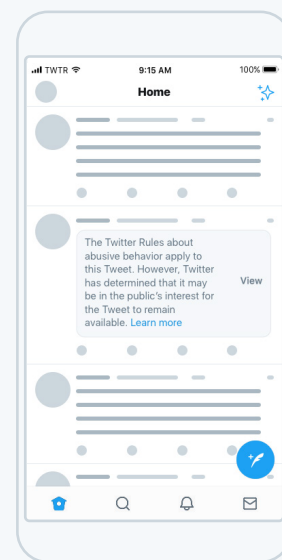 TWTR 9:15 AM 100%
Home
The Twitter Rules about
abusive behavior apply to
this Tweet. However, Twitter
has determined that it may
be in the public's interest for
the Tweet to remain
available. Learn more
View